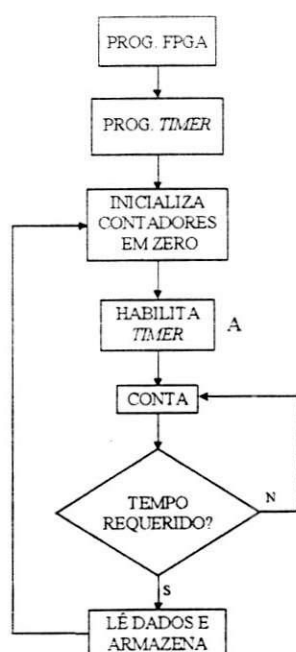 PROG. FPGA
PROG. TIMER
INICIALIZA
CONTADORES
EM ZERO
HABILITA
TIMER
A
CONTA
TEMPO
REQUERIDO?
N
S
LÊ DADOS E
ARMAZENA